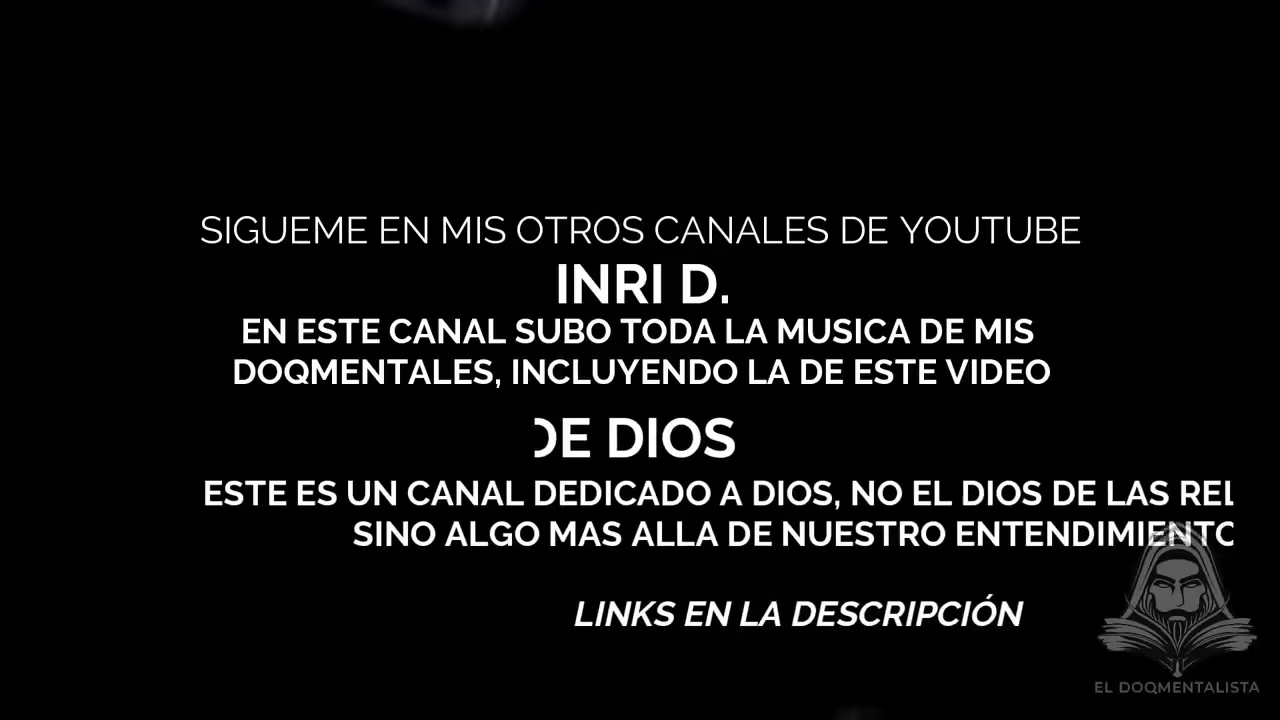 SIGUEME EN MIS OTROS CANALES DE YOUTUBE
INRI D.
EN ESTE CANAL SUBO TODA LA MUSICA DE MIS
DOQMENTALES, INCLUYENDO LA DE ESTE VIDEO
DE DIOS
ESTE ES UN CANAL DEDICADO A DIOS, NO EL DIOS DE LAS
SINO ALGO MAS ALLA DE NUESTRO ENTENDIMIENTO
LINKS EN LA DESCRIPCIÓN
EL DOQMENTALISTA